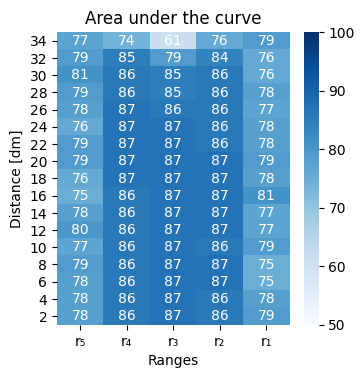 Area under the curve
34 77 74 61 76 79 100
32 79 85 79 84 76
30 81 86 85 86 76 90
28 79 86 85 86 78
26 78 87 86 86 77
24 76 87 87 86 78 80
22 79 87 87 86 78
20 79 87 87 87 79
18 76 87 87 87 78
16 75 86 87 87 81 70
14 78 86 87 87 77
12 80 86 87 87 77
10 77 86 87 86 79 60
8 79 86 87 87 75
6 78 86 87 87 75
4 78 86 87 86 78
2 78 86 87 86 79 50
r₅ r₄ r₃ r₂ r₁
Ranges
Distance [dm]